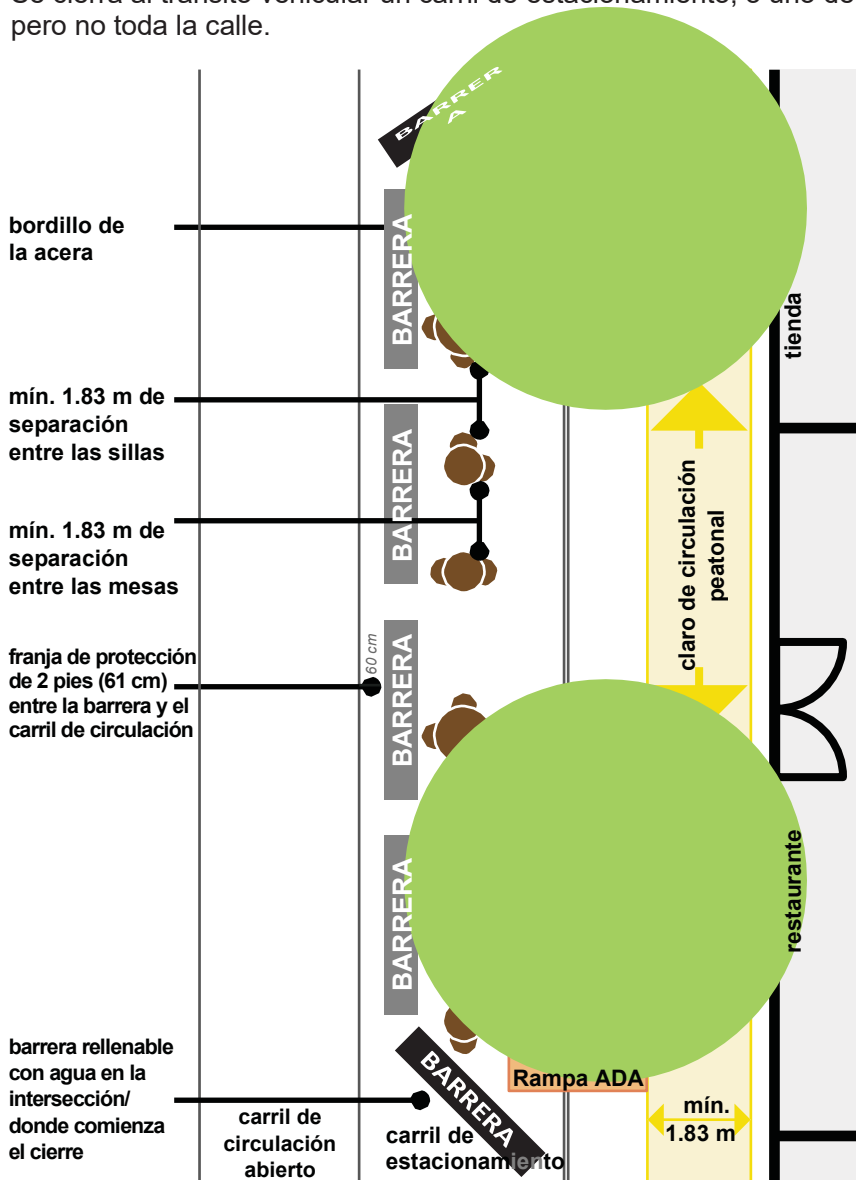 pero no toda la calle.
BARRER
A
bordillo de
la acera
BARRERA
tienda
mín. 1.83 m de
separación
entre las sillas
BARRERA
claro de circulación
peatonal
mín. 1.83 m de
separación
entre las mesas
franja de protección
de 2 pies (61 cm)
entre la barrera y el
carril de circulación
60 cm
BARRERA
BARRERA
restaurante
barrera rellenable
con agua en la
intersección/
donde comienza
el cierre
BARRERA
Rampa ADA
mín.
1.83 m
carril de
circulación
abierto
carril de
estacionamiento